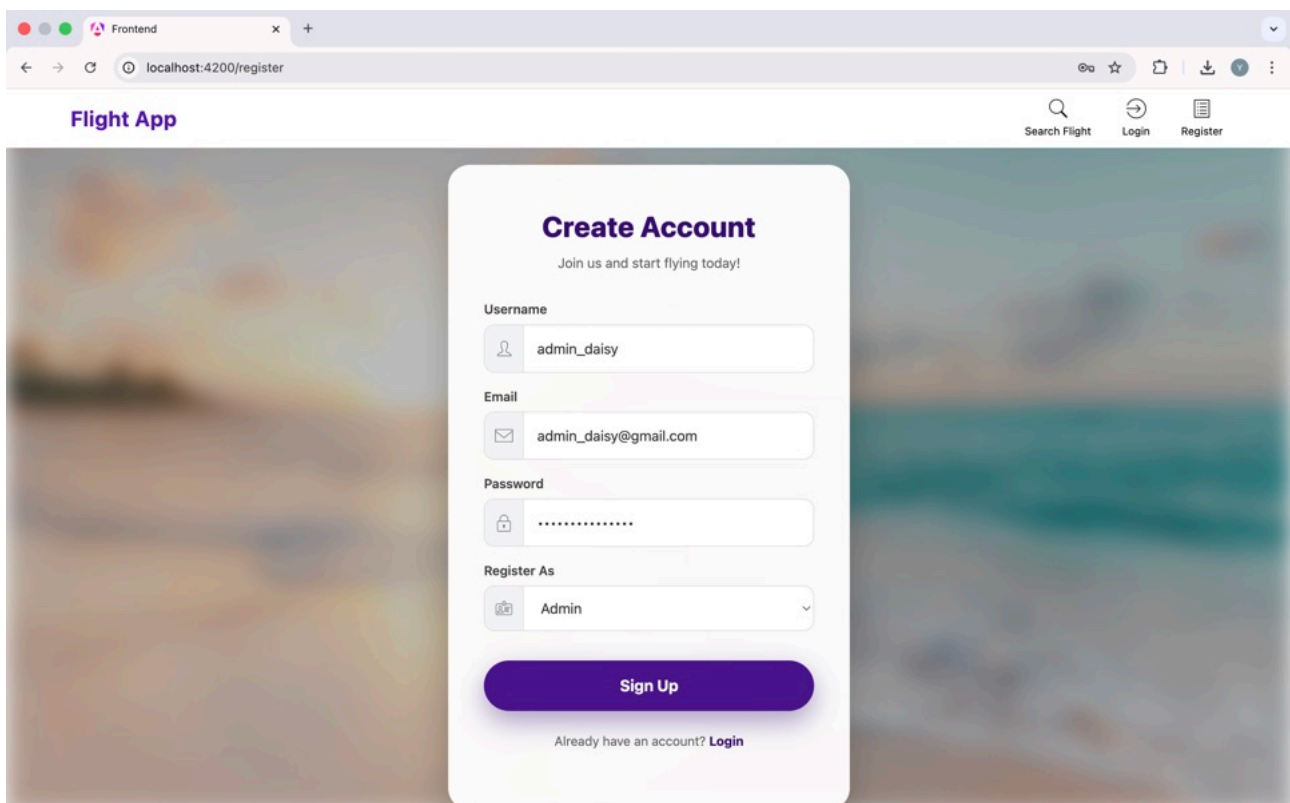 Frontend
localhost:4200/register
Y
Flight App
Search Flight
Login
Register
Create Account
Join us and start flying today!
Username
admin_daisy
Email
admin_daisy@gmail.com
Password
•••••••••••••••
Register As
Admin
Sign Up
Already have an account? Login